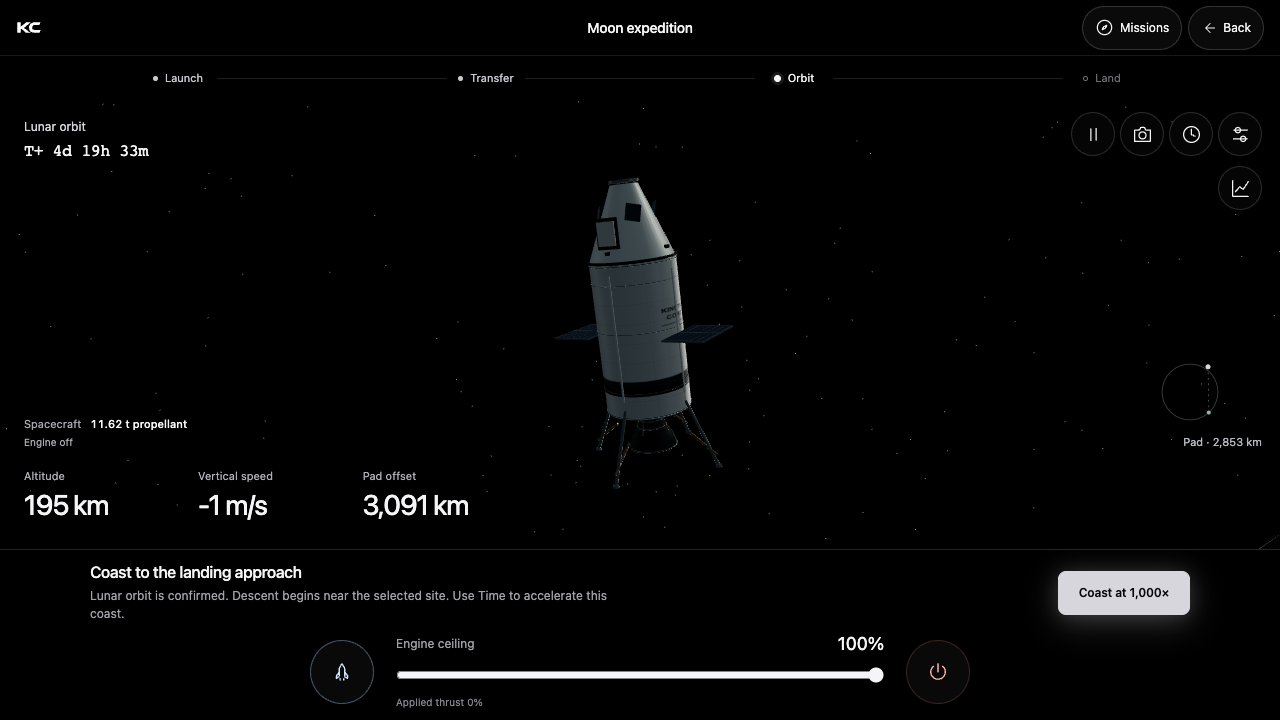 KC
Moon expedition
Missions
Back
Launch
Transfer
Orbit
Land
Lunar orbit
T+ 4d 19h 33m
Spacecraft 11.62 t propellant
Engine off
Pad · 2,853 km
Altitude
Vertical speed
Pad offset
195 km
-1 m/s
3,091 km
Coast to the landing approach
Lunar orbit is confirmed. Descent begins near the selected site. Use Time to accelerate this
coast.
Coast at 1,000×
Engine ceiling
100%
Applied thrust 0%